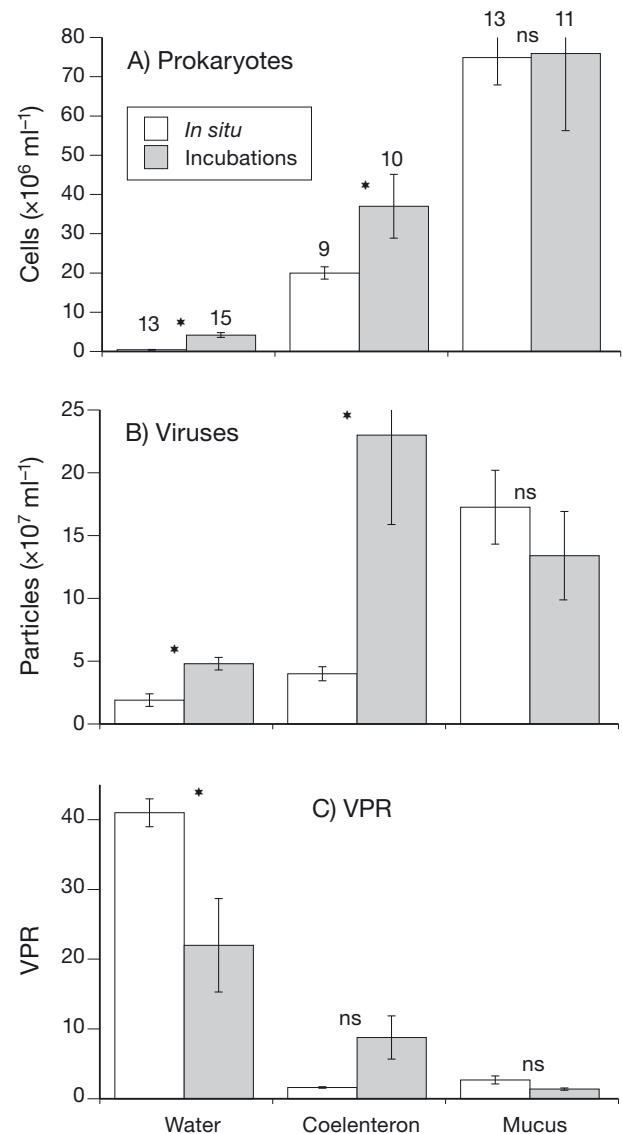 13
11
80
A) Prokaryotes
ns
70
60
In situ
Incubations
50
10
✶
40
9
30
20
13
✶
15
10
0
Cells (×10⁶ ml⁻¹)
25
✶
B) Viruses
20
ns
15
10
✶
5
0
Particles (×10⁷ ml⁻¹)
✶
C) VPR
40
30
20
ns
10
ns
0
VPR
Water
Coelenteron
Mucus